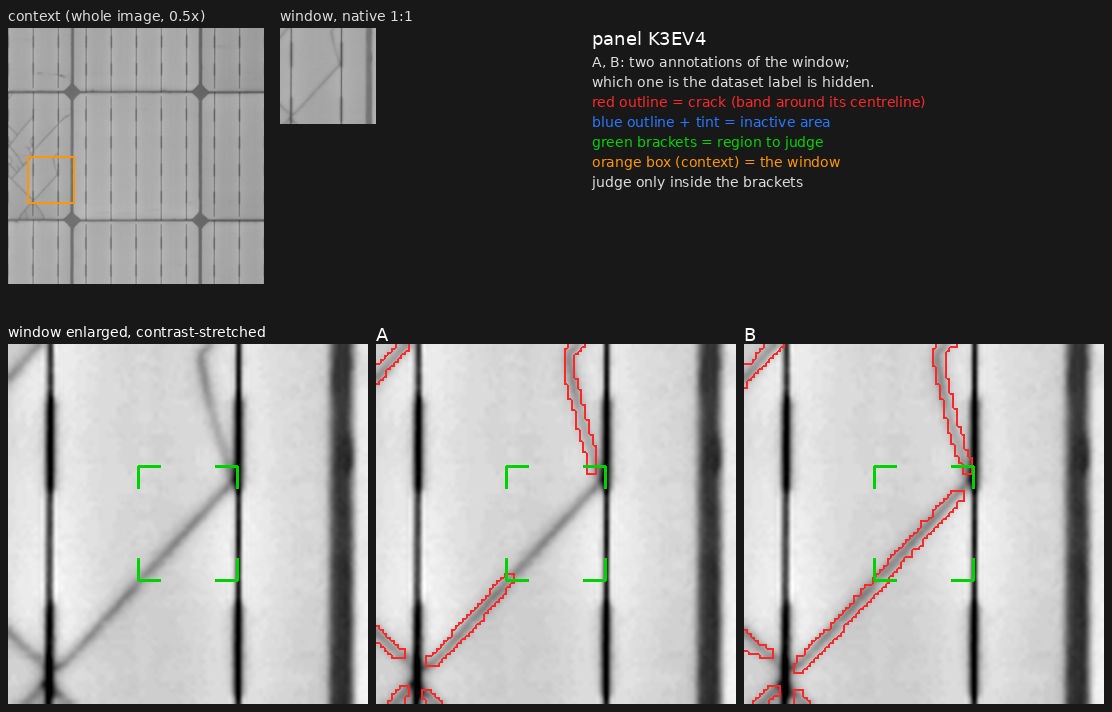 context (whole image, 0.5x)
window, native 1:1
panel K3EV4
A, B: two annotations of the window;
which one is the dataset label is hidden.
red outline = crack (band around its centreline)
blue outline + tint = inactive area
green brackets = region to judge
orange box (context) = the window
judge only inside the brackets
window enlarged, contrast-stretched
A
B